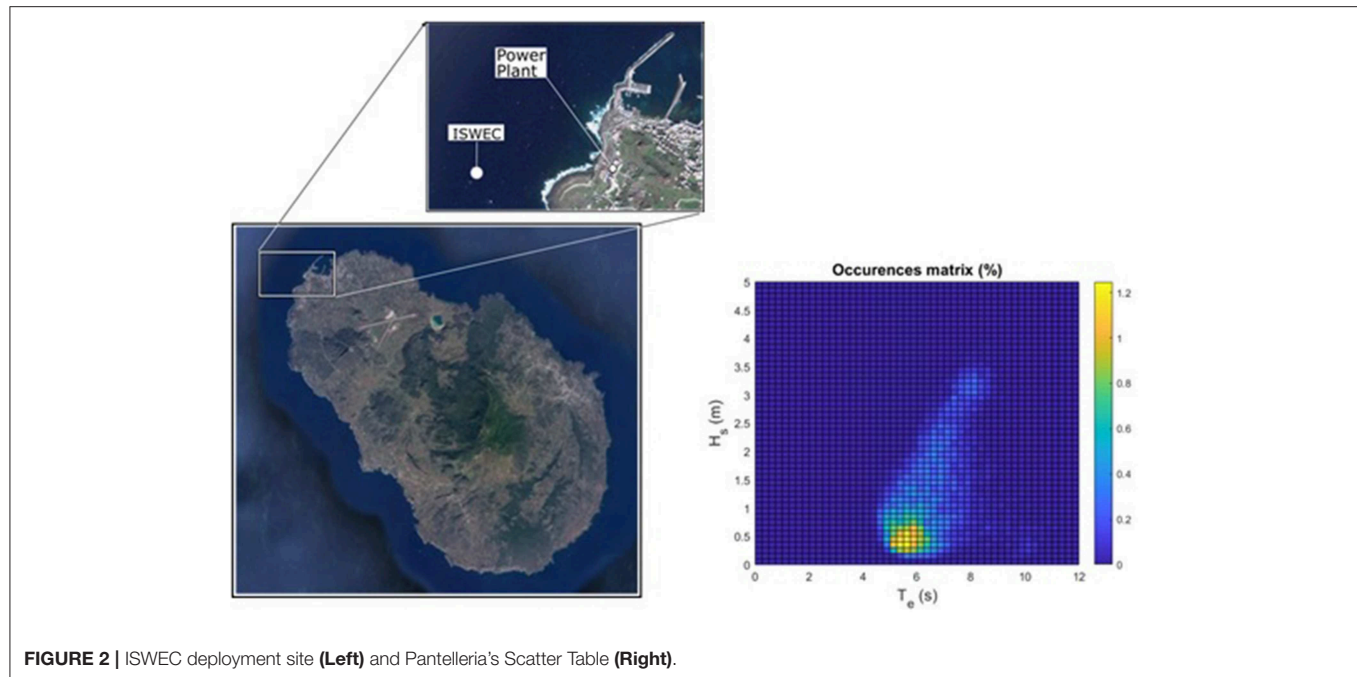 Power
Plant
ISWEC
Occurences matrix (%)
5
4.5
4
3.5
3
2.5
2
1.5
1
0.5
0
H_s (m)
0 2 4 6 8 10 12
T_e (s)
1.2
1
0.8
0.6
0.4
0.2
0
FIGURE 2 | ISWEC deployment site (Left) and Pantelleria's Scatter Table (Right).